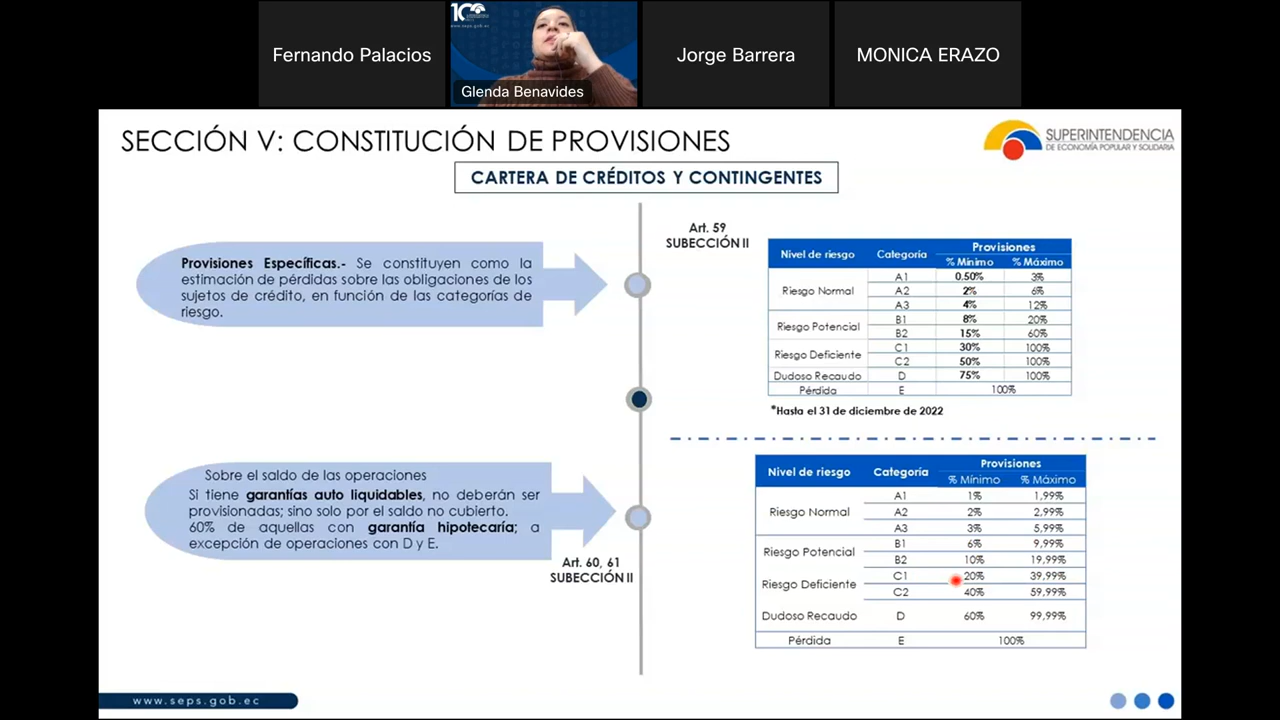 Fernando Palacios
10
www.seps.gob.ec
Glenda Benavides
Jorge Barrera
MONICA ERAZO
SECCIÓN V: CONSTITUCIÓN DE PROVISIONES
SUPERINTENDENCIA
DE ECONOMÍA POPULAR Y SOLIDARIA
CARTERA DE CRÉDITOS Y CONTINGENTES
Provisiones Específicas.- Se constituyen como la
estimación de pérdidas sobre las obligaciones de los
sujetos de crédito, en función de las categorías de
riesgo.
Art. 59
SUBECCIÓN II
Nivel de riesgo Categoría Provisiones
% Mínimo % Máximo
Riesgo Normal A1 0.50% 3%
A2 2% 6%
A3 4% 12%
Riesgo Potencial B1 8% 20%
B2 15% 60%
Riesgo Deficiente C1 30% 100%
C2 50% 100%
Dudoso Recaudo D 75% 100%
Pérdida E 100%
*Hasta el 31 de diciembre de 2022
Sobre el saldo de las operaciones
Si tiene garantías auto liquidables, no deberán ser
provisionadas; sino solo por el saldo no cubierto.
60% de aquellas con garantía hipotecaría; a
excepción de operaciones con D y E.
Art. 60, 61
SUBECCIÓN II
Nivel de riesgo Categoría Provisiones
% Mínimo % Máximo
Riesgo Normal A1 1% 1,99%
A2 2% 2,99%
A3 3% 5,99%
Riesgo Potencial B1 6% 9,99%
B2 10% 19,99%
Riesgo Deficiente C1 20% 39,99%
C2 40% 59,99%
Dudoso Recaudo D 60% 99,99%
Pérdida E 100%
www.seps.gob.ec